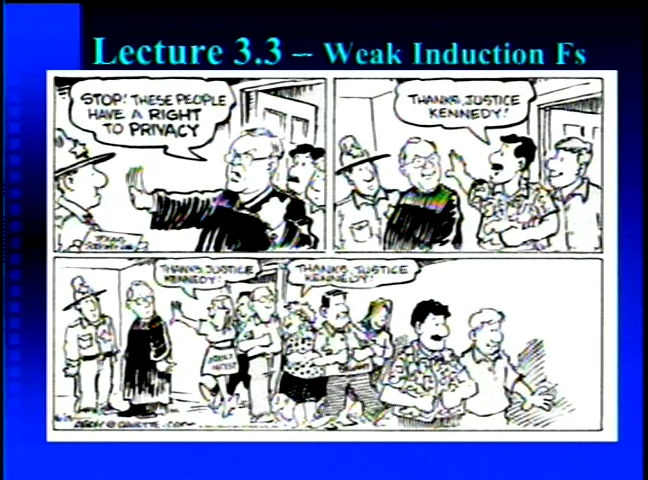 Lecture 3.3 – Weak Induction Fs
STOP! THESE PEOPLE
HAVE A RIGHT
TO PRIVACY
THANKS, JUSTICE
KENNEDY!
THANKS, JUSTICE
KENNEDY!
THANKS, JUSTICE
KENNEDY!